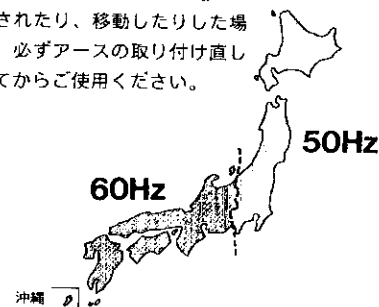 されたり、移動したりした場
必ずアースの取り付け直し
てからご使用ください。
50Hz
60Hz
沖縄